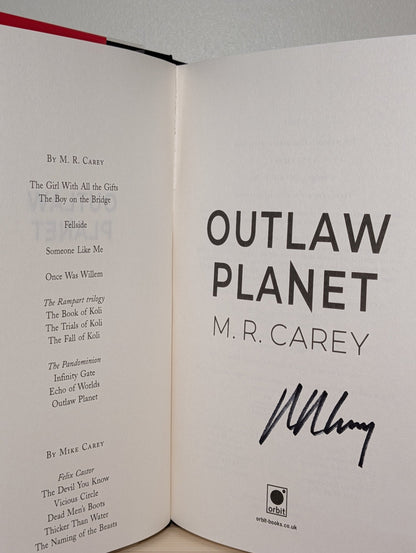 By M. R. Carey
The Girl With All the Gifts
The Boy on the Bridge
Fellside
Someone Like Me
Once Was Willem
The Rampart trilogy
The Book of Koli
The Trials of Koli
The Fall of Koli
The Pandominion
Infinity Gate
Echo of Worlds
Outlaw Planet
By Mike Carey
Felix Castor
The Devil You Know
Vicious Circle
Dead Men's Boots
Thicker Than Water
The Naming of the Beasts
OUTLAW
PLANET
M. R. CAREY
orbit
orbit-books.co.uk